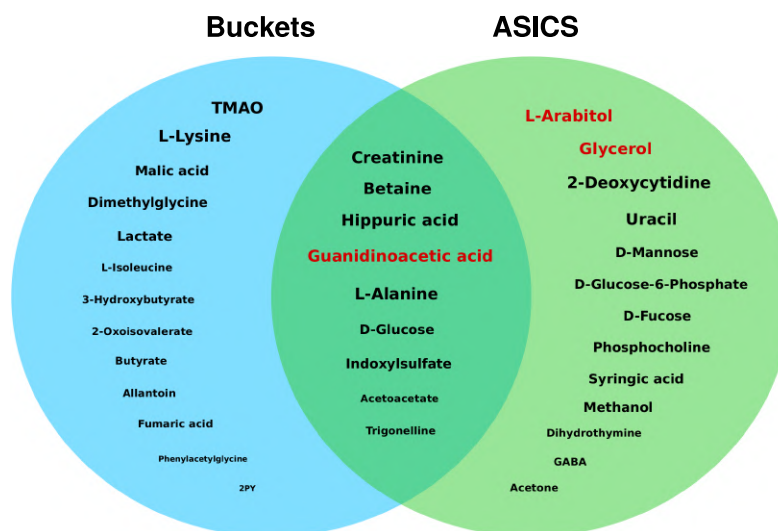 Buckets
ASICS
TMAO
L-Lysine
Malic acid
Dimethylglycine
Lactate
L-Isoleucine
3-Hydroxybutyrate
2-Oxoisovalerate
Butyrate
Allantoin
Fumaric acid
Phenylacetylglycine
2PY
Creatinine
Betaine
Hippuric acid
Guanidinoacetic acid
L-Alanine
D-Glucose
Indoxylsulfate
Acetoacetate
Trigonelline
L-Arabitol
Glycerol
2-Deoxycytidine
Uracil
D-Mannose
D-Glucose-6-Phosphate
D-Fucose
Phosphocholine
Syringic acid
Methanol
Dihydrothymine
GABA
Acetone